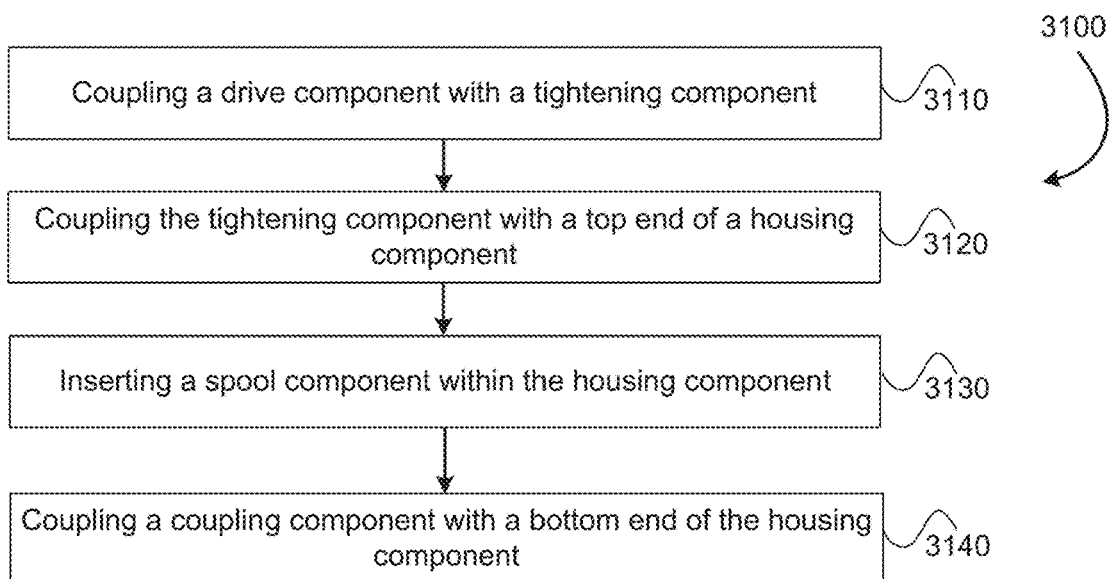 3100
Coupling a drive component with a tightening component
3110
Coupling the tightening component with a top end of a housing
component
3120
Inserting a spool component within the housing component
3130
Coupling a coupling component with a bottom end of the housing
component
3140